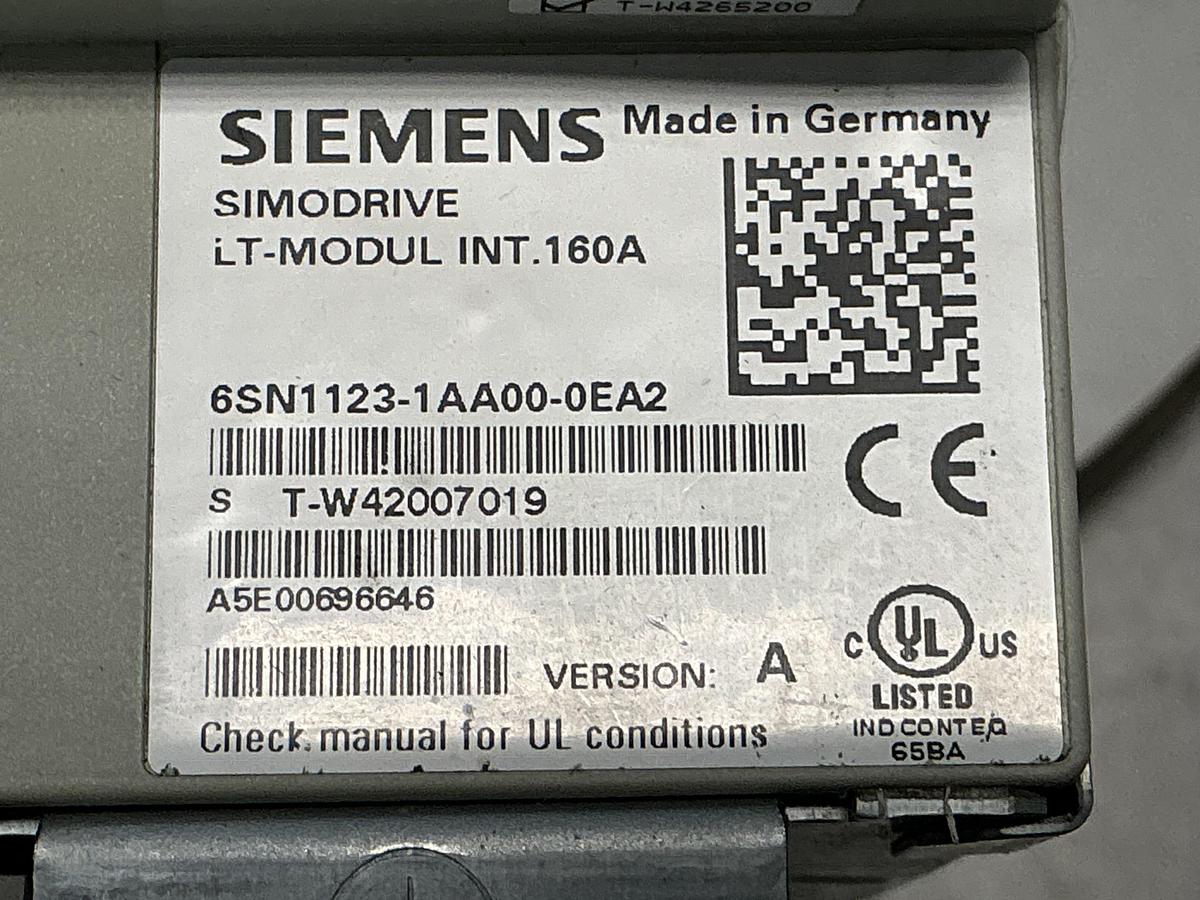 T-W4265200
SIEMENS Made in Germany
SIMODRIVE
LT-MODUL INT.160A
6SN1123-1AA00-0EA2
S T-W42007019
A5E00696646
VERSION: A
C UL US
LISTED
IND CONT EQ
65BA
Check manual for UL conditions
CE